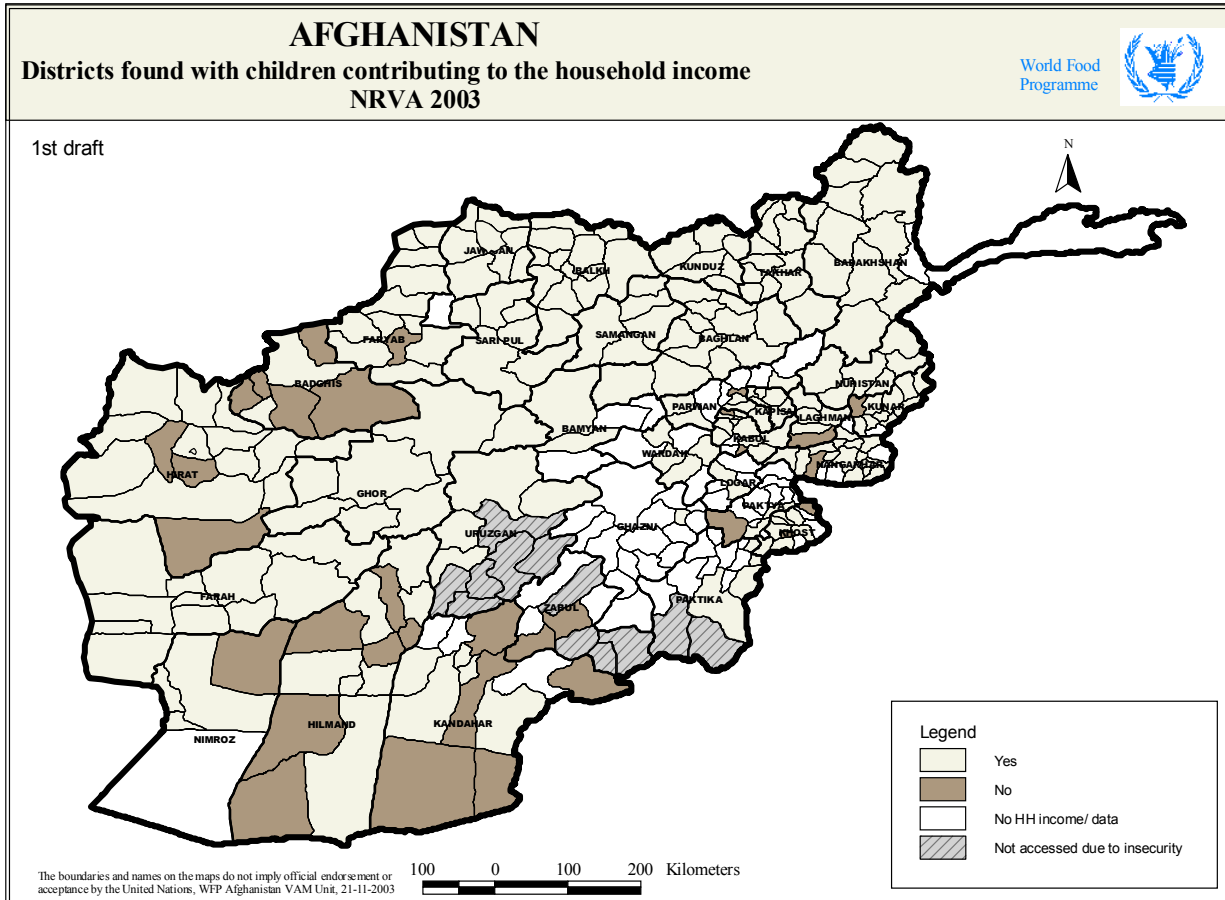 AFGHANISTAN
Districts found with children contributing to the household income
NRVA 2003
World Food
Programme
1st draft
N
JAWZJAN
BALKH
KUNDUZ
TAKHAR
BADAKHSHAN
FARYAB
SARI PUL
SAMANGAN
BAGHLAN
BADGHIS
NURISTAN
PARWAN
KAPISA
LAGHMAN
KUNAR
BAMYAN
KABUL
WARDAK
NANGARHAR
HIRAT
GHOR
LOGAR
PAKTYA
URUZGAN
GHAZNI
KHOST
FARAH
ZABUL
PAKTIKA
HILMAND
KANDAHAR
NIMROZ
Legend
Yes
No
No HH income/ data
Not accessed due to insecurity
The boundaries and names on the maps do not imply official endorsement or
acceptance by the United Nations, WFP Afghanistan VAM Unit, 21-11-2003
100 0 100 200 Kilometers